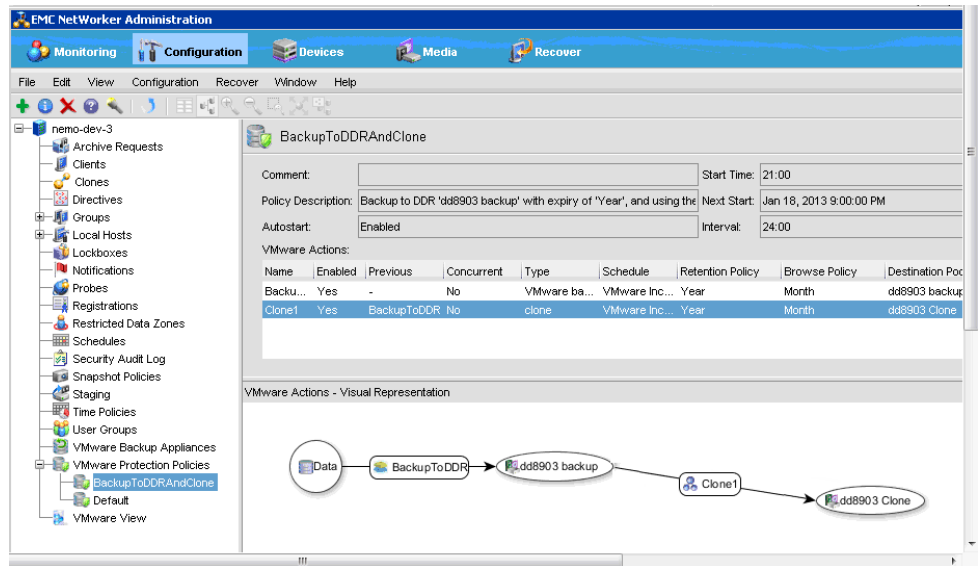 EMC NetWorker Administration
Monitoring Configuration Devices Media Recover
File Edit View Configuration Recover Window Help
nemo-dev-3
Archive Requests
Clients
Clones
Directives
Groups
Local Hosts
Lockboxes
Notifications
Probes
Registrations
Restricted Data Zones
Schedules
Security Audit Log
Snapshot Policies
Staging
Time Policies
User Groups
VMware Backup Appliances
VMware Protection Policies
BackupToDDRAndClone
Default
VMware View
BackupToDDRAndClone
Comment: Start Time: 21:00
Policy Description: Backup to DDR 'dd8903 backup' with expiry of 'Year', and using the Next Start: Jan 18, 2013 9:00:00 PM
Autostart: Enabled Interval: 24:00
VMware Actions:
Name Enabled Previous Concurrent Type Schedule Retention Policy Browse Policy Destination Poo
Backu... Yes - No VMware ba... VMware Inc... Year Month dd8903 backup
Clone1 Yes BackupToDDR No clone VMware Inc... Year Month dd8903 Clone
VMware Actions - Visual Representation
Data BackupToDDR dd8903 backup
Clone1
dd8903 Clone